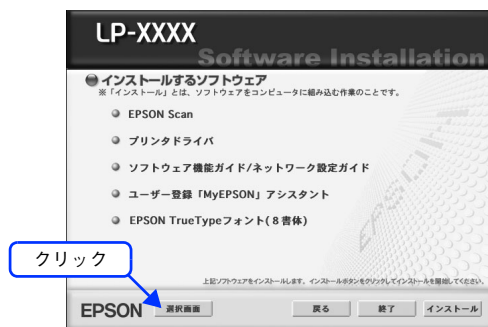 LP-XXXX
Software Installation
インストールするソフトウェア
※「インストール」とは、ソフトウェアをコンピュータに組み込む作業のことです。
EPSON Scan
プリンタドライバ
ソフトウェア機能ガイド/ネットワーク設定ガイド
ユーザー登録「MyEPSON」アシスタント
EPSON TrueTypeフォント(8書体)
EPSON
クリック
上記ソフトウェアをインストールします。インストールボタンをクリックしてインストールを開始してください。
EPSON 選択画面 戻る 終了 インストール